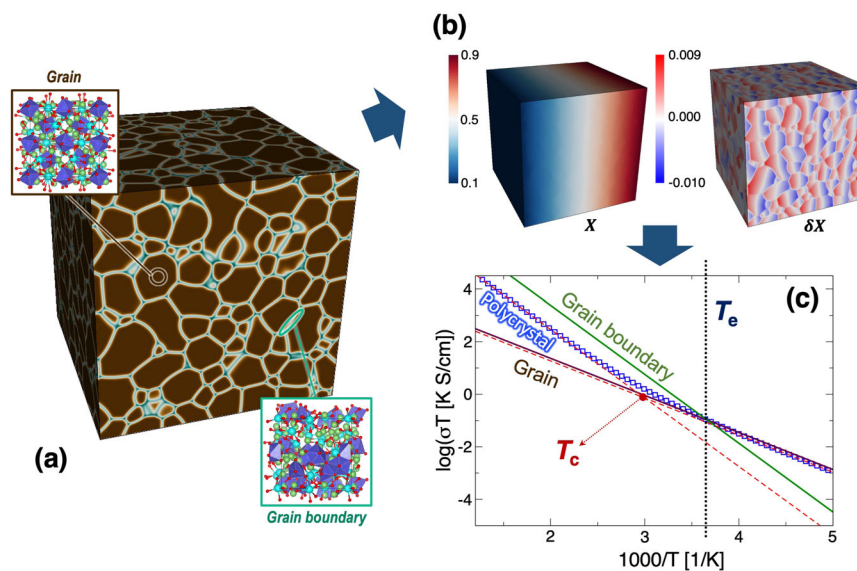 Grain
(a)
Grain boundary
(b)
0.9
0.5
0.1
X
0.009
0.000
-0.010
δX
(c)
4
2
0
-2
-4
log(σT [K S/cm])
Polycrystal
Grain boundary
Grain
Tc
Te
2
3
4
5
1000/T [1/K]